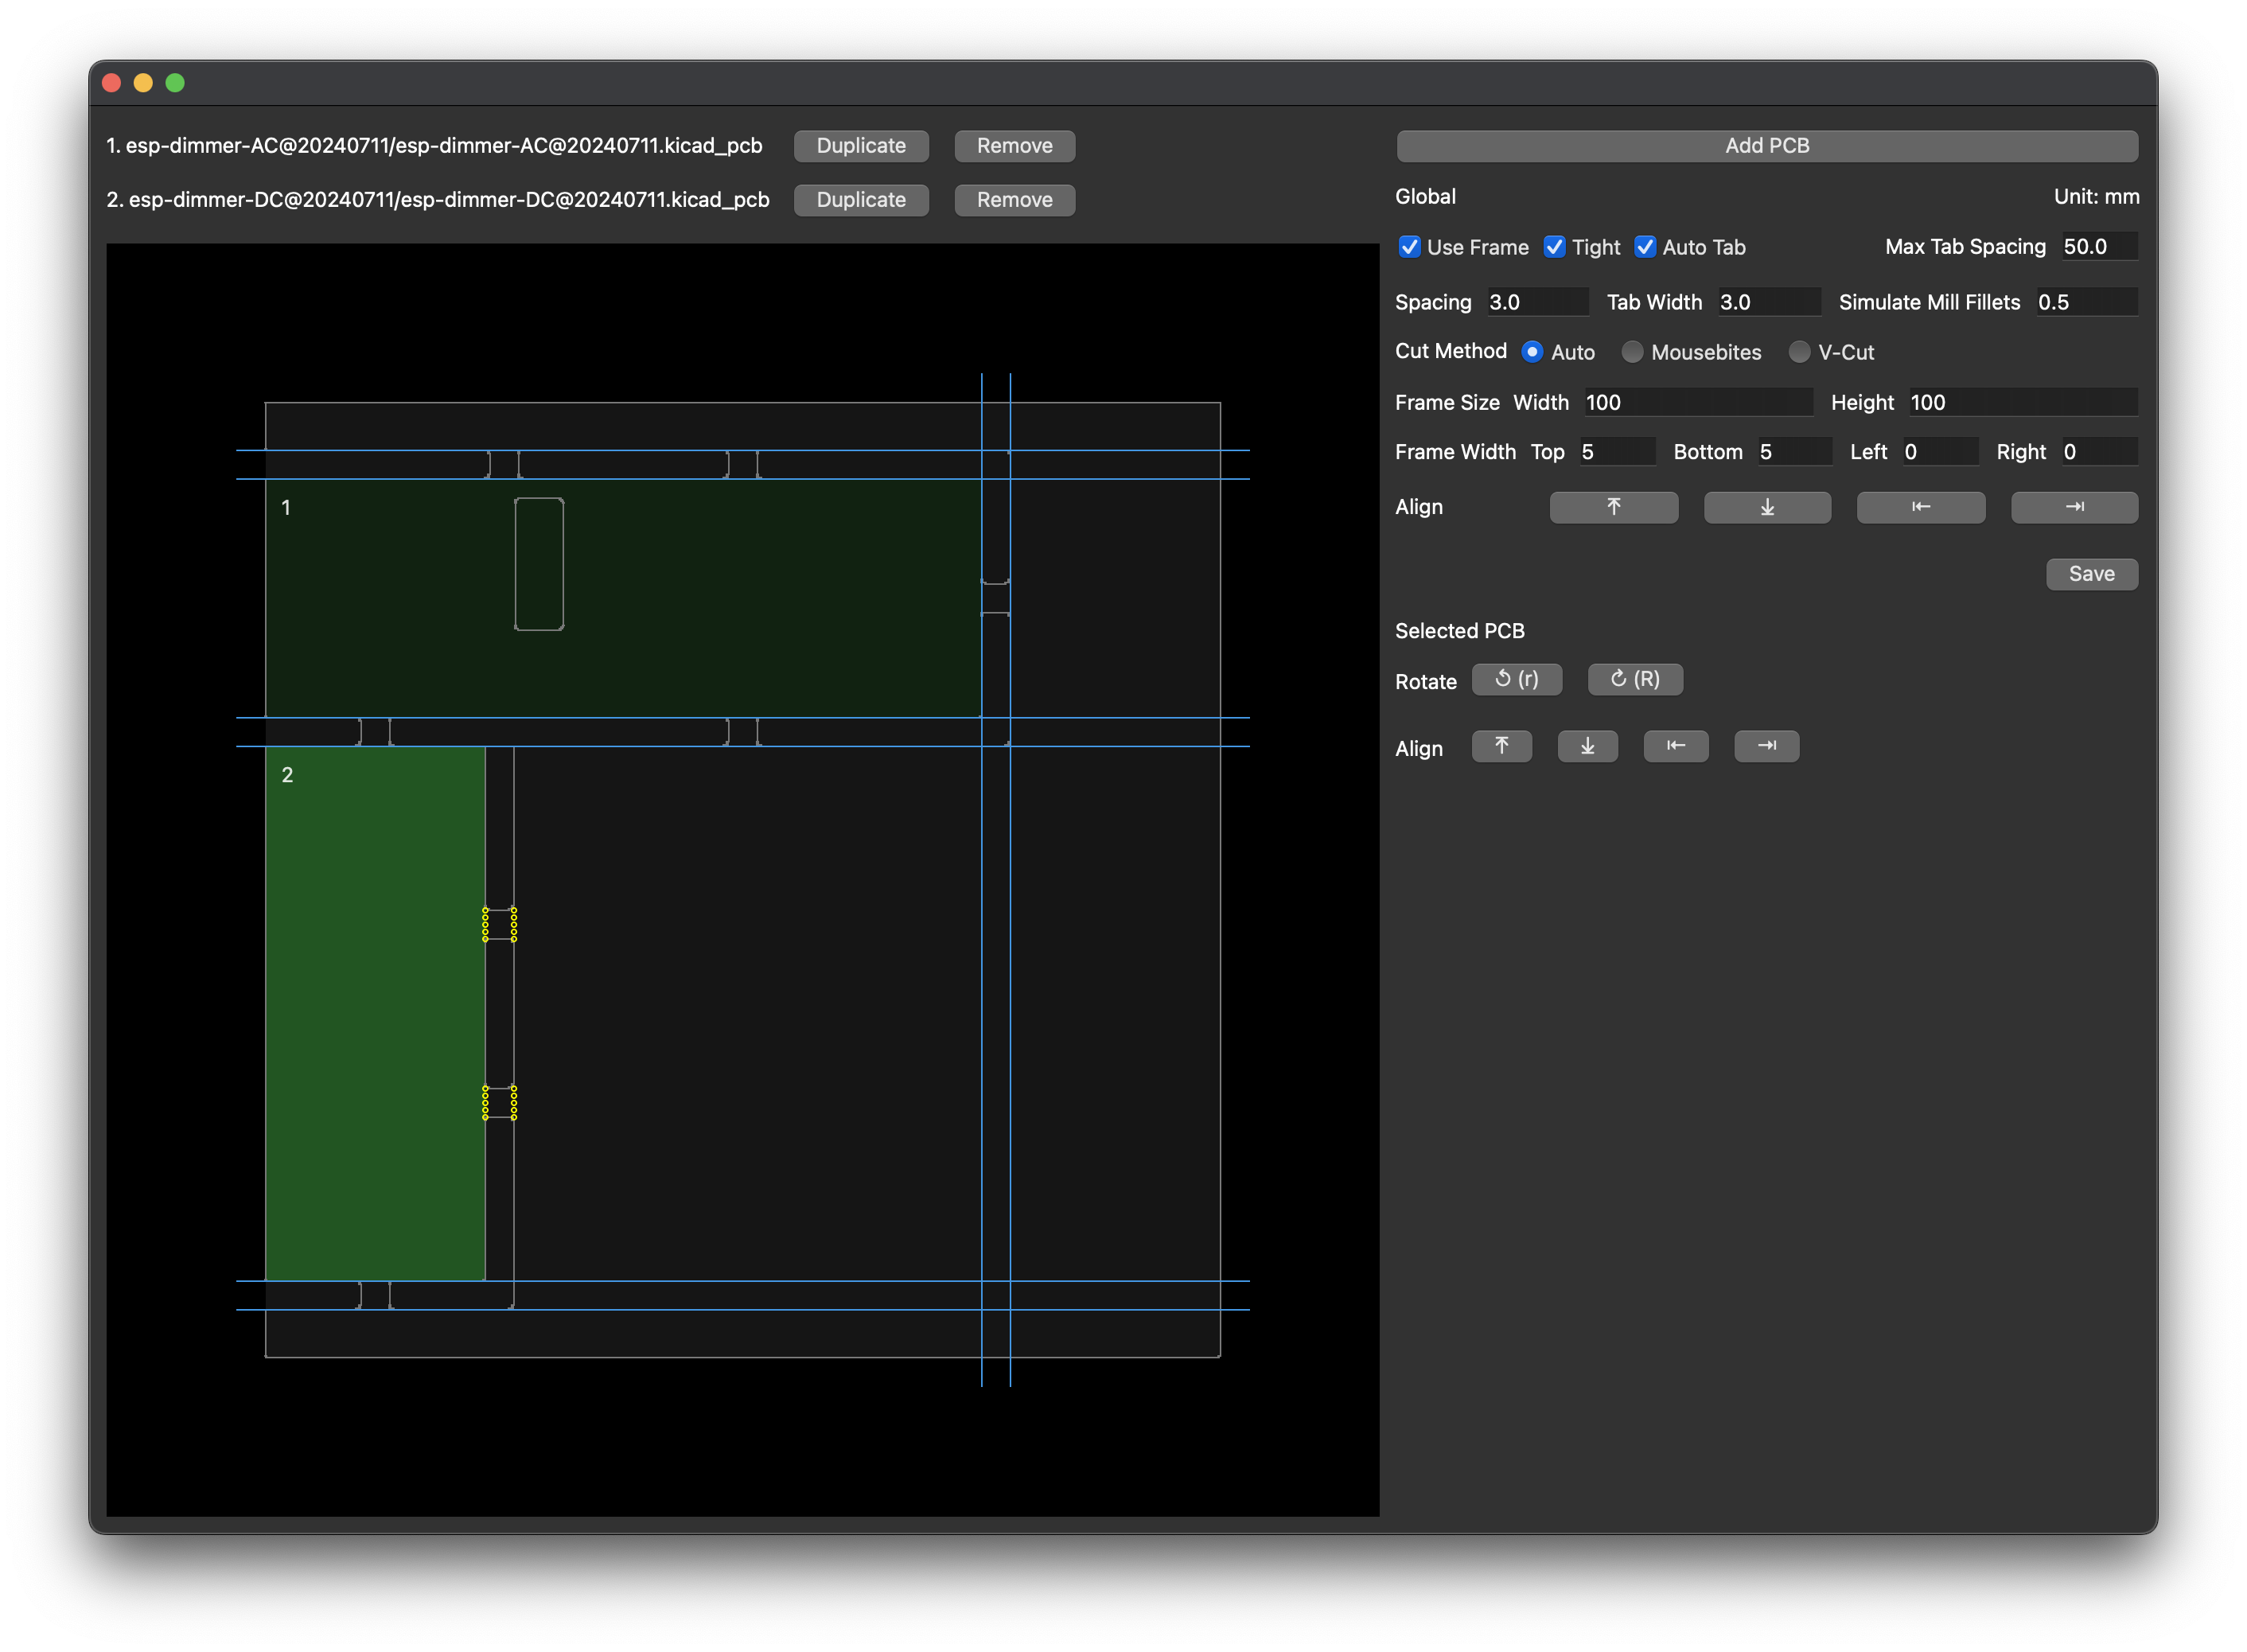 1. esp-dimmer-AC@20240711/esp-dimmer-AC@20240711.kicad_pcb Duplicate Remove
2. esp-dimmer-DC@20240711/esp-dimmer-DC@20240711.kicad_pcb Duplicate Remove
1
2
Add PCB
Global Unit: mm
Use Frame Tight Auto Tab Max Tab Spacing 50.0
Spacing 3.0 Tab Width 3.0 Simulate Mill Fillets 0.5
Cut Method Auto Mousebites V-Cut
Frame Size Width 100 Height 100
Frame Width Top 5 Bottom 5 Left 0 Right 0
Align
Save
Selected PCB
Rotate (r) (R)
Align